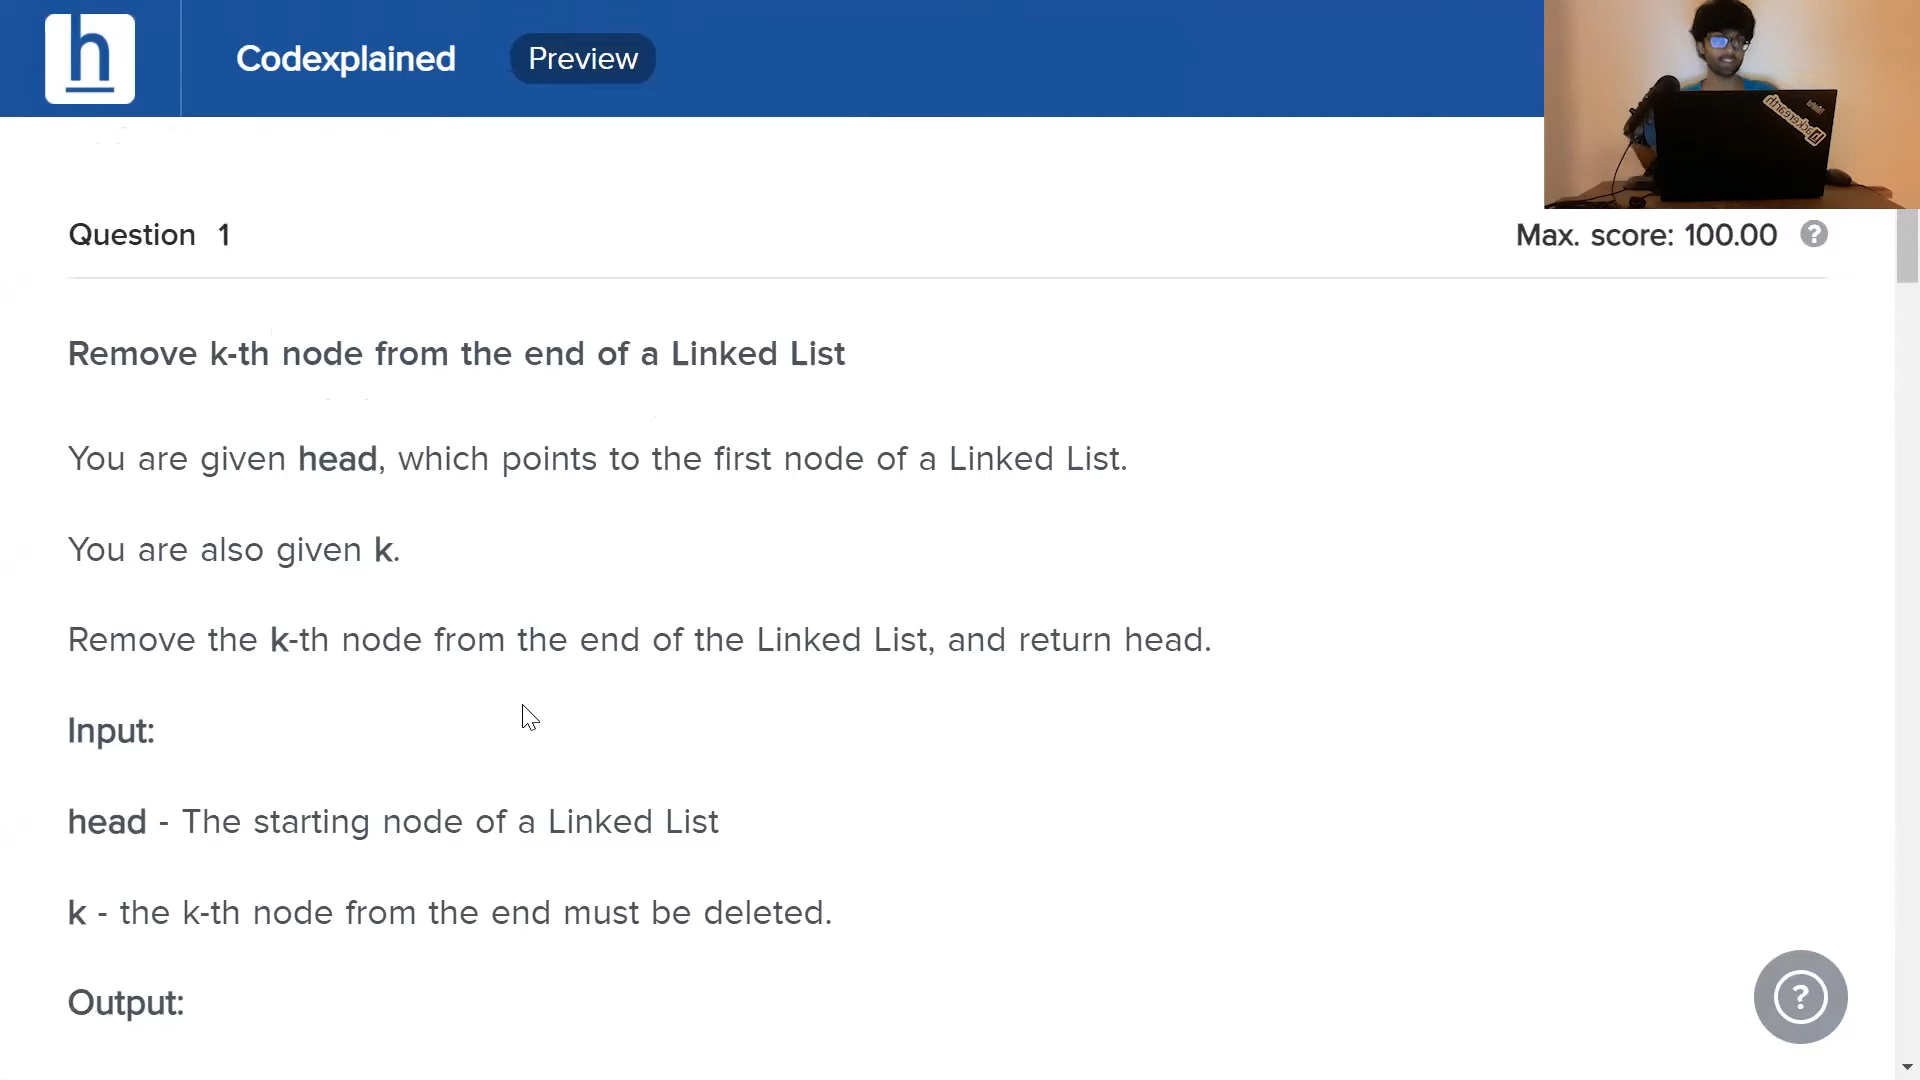 h
Codexplained
Preview
hackerearth
Question 1
Max. score: 100.00
?
Remove k-th node from the end of a Linked List
You are given head, which points to the first node of a Linked List.
You are also given k.
Remove the k-th node from the end of the Linked List, and return head.
Input:
head - The starting node of a Linked List
k - the k-th node from the end must be deleted.
Output:
?